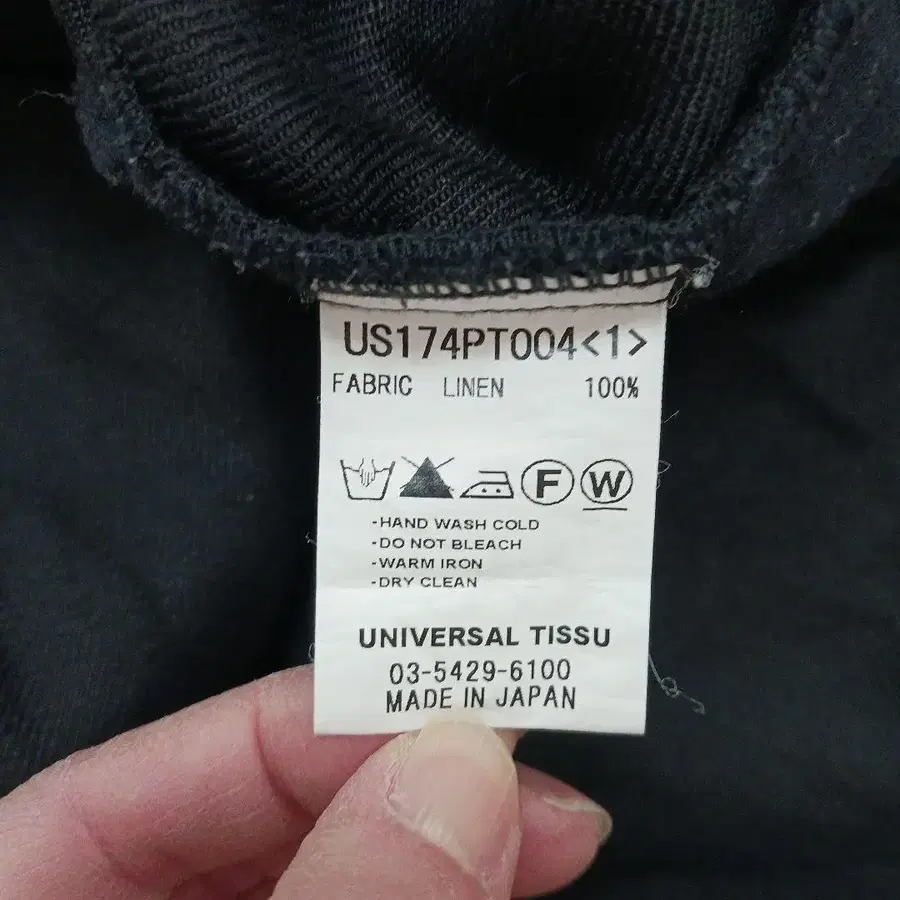 US174PT004<1>
FABRIC LINEN 100%
F W
-HAND WASH COLD
-DO NOT BLEACH
-WARM IRON
-DRY CLEAN
UNIVERSAL TISSU
03-5429-6100
MADE IN JAPAN